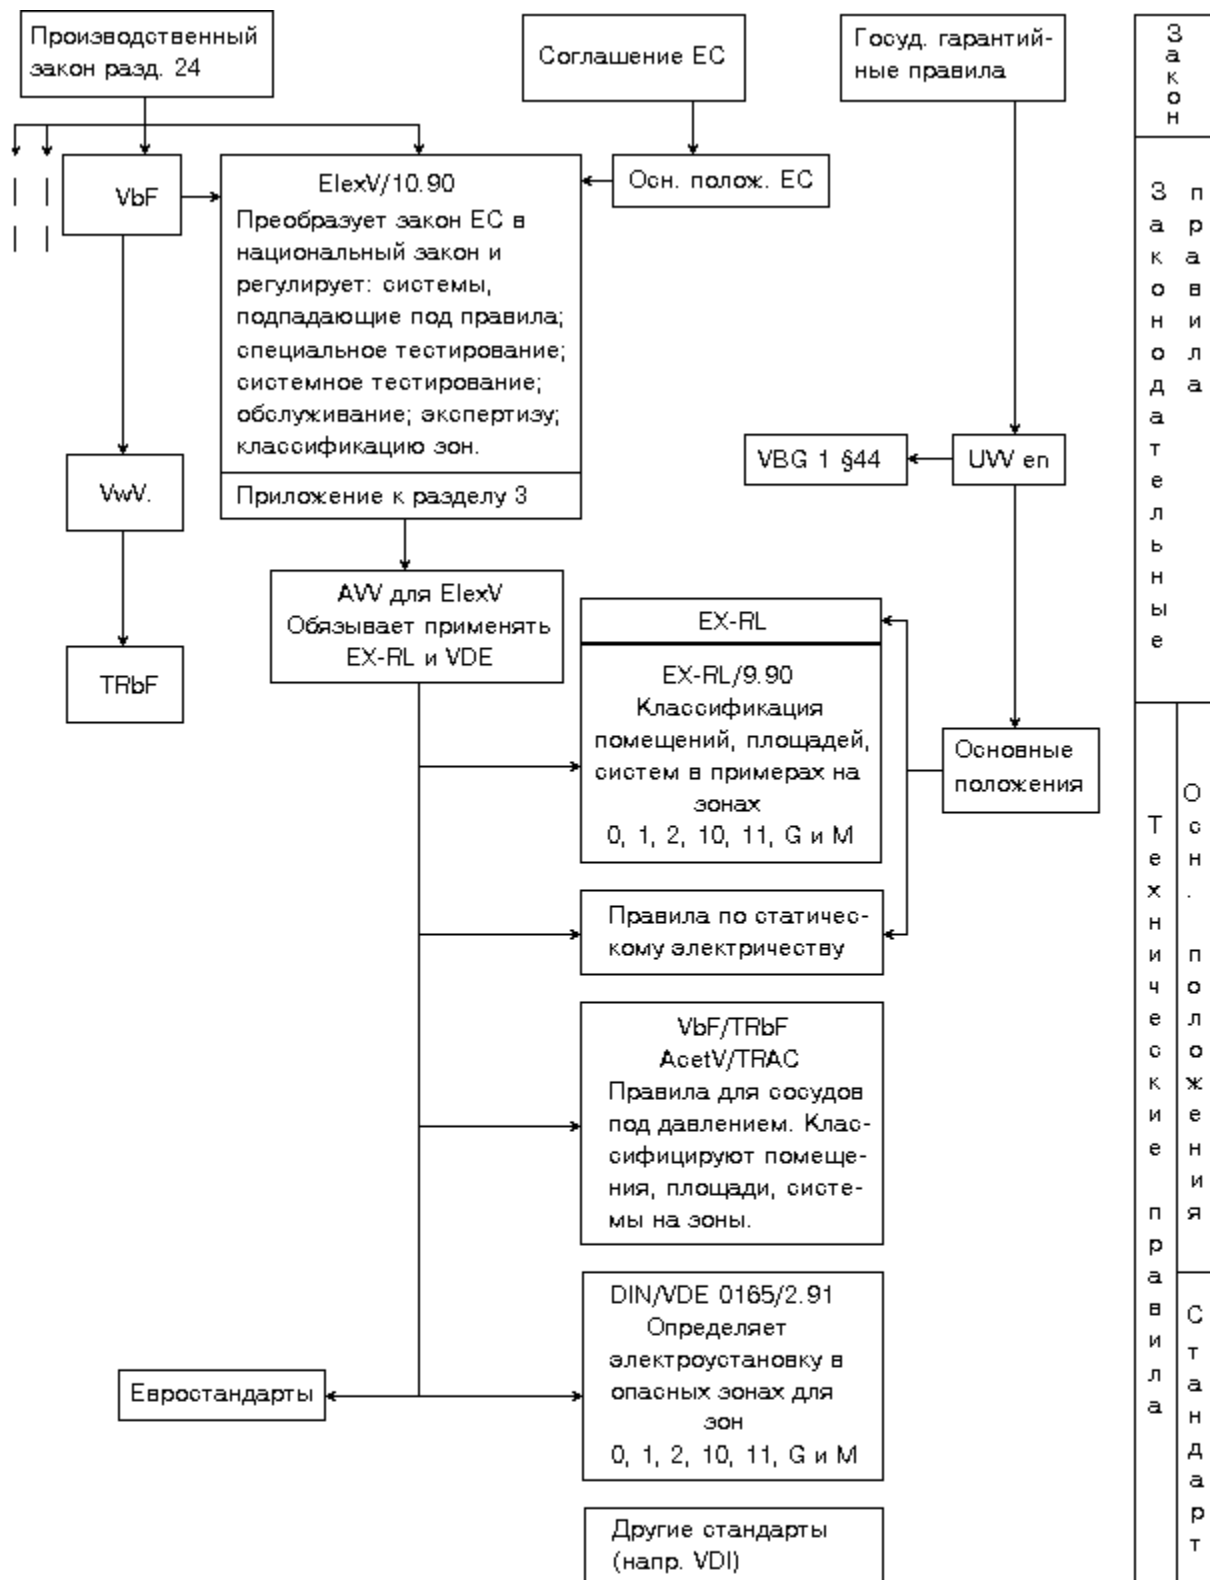 Производственный
закон разд. 24
Соглашение ЕС
Госуд. гарантий-
ные правила
Закон
VbF
ElexV/10.90
Преобразует закон ЕС в
национальный закон и
регулирует: системы,
подпадающие под правила;
специальное тестирование;
системное тестирование;
обслуживание; экспертизу;
классификацию зон.
Приложение к разделу 3
Осн. полож. ЕС
Законодательные
правила
VwV.
VBG 1 §44
UVV en
TRbF
AVV для ElexV
Обязывает применять
EX-RL и VDE
EX-RL
EX-RL/9.90
Классификация
помещений, площадей,
систем в примерах на
зонах
0, 1, 2, 10, 11, G и M
Основные
положения
Правила по статичес-
кому электричеству
VbF/TRbF
AcetV/TRAC
Правила для сосудов
под давлением. Клас-
сифицируют помеще-
ния, площади, систе-
мы на зоны.
Технические правила
Осн. положения
DIN/VDE 0165/2.91
Определяет
электроустановку в
опасных зонах для
зон
0, 1, 2, 10, 11, G и M
Евростандарты
Стандарт
Другие стандарты
(напр. VDI)